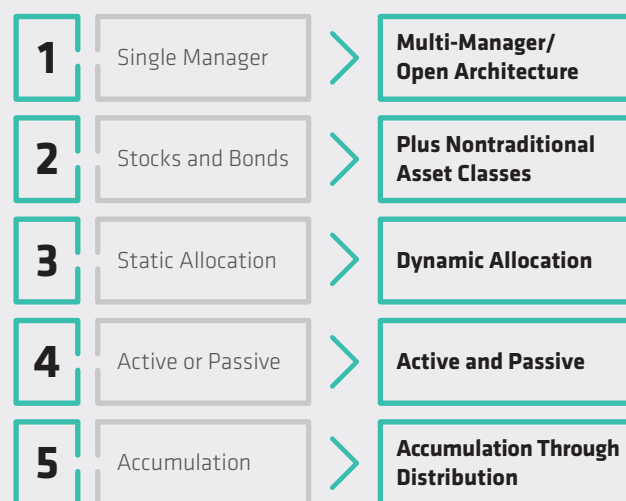 1
Single Manager
Multi-Manager/
Open Architecture
2
Stocks and Bonds
Plus Nontraditional
Asset Classes
3
Static Allocation
Dynamic Allocation
4
Active or Passive
Active and Passive
5
Accumulation
Accumulation Through
Distribution